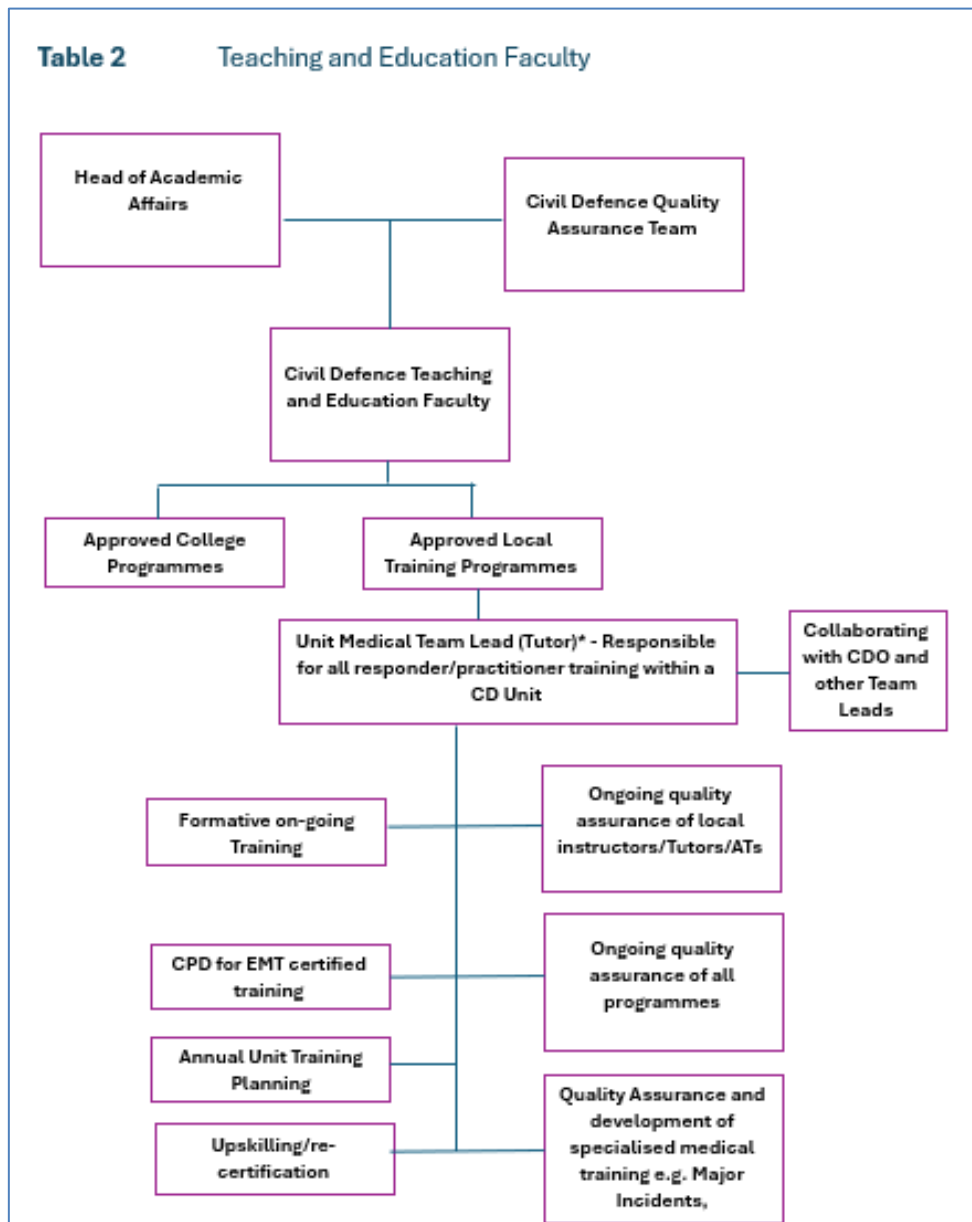 Table 2 Teaching and Education Faculty
Head of Academic
Affairs
Civil Defence Quality
Assurance Team
Civil Defence Teaching
and Education Faculty
Approved College
Programmes
Approved Local
Training Programmes
Unit Medical Team Lead (Tutor)* - Responsible
for all responder/practitioner training within a
CD Unit
Collaborating
with CDO and
other Team
Leads
Formative on-going
Training
Ongoing quality
assurance of local
instructors/Tutors/ATs
CPD for EMT certified
training
Ongoing quality
assurance of all
programmes
Annual Unit Training
Planning
Upskilling/re-
certification
Quality Assurance and
development of
specialised medical
training e.g. Major
Incidents,